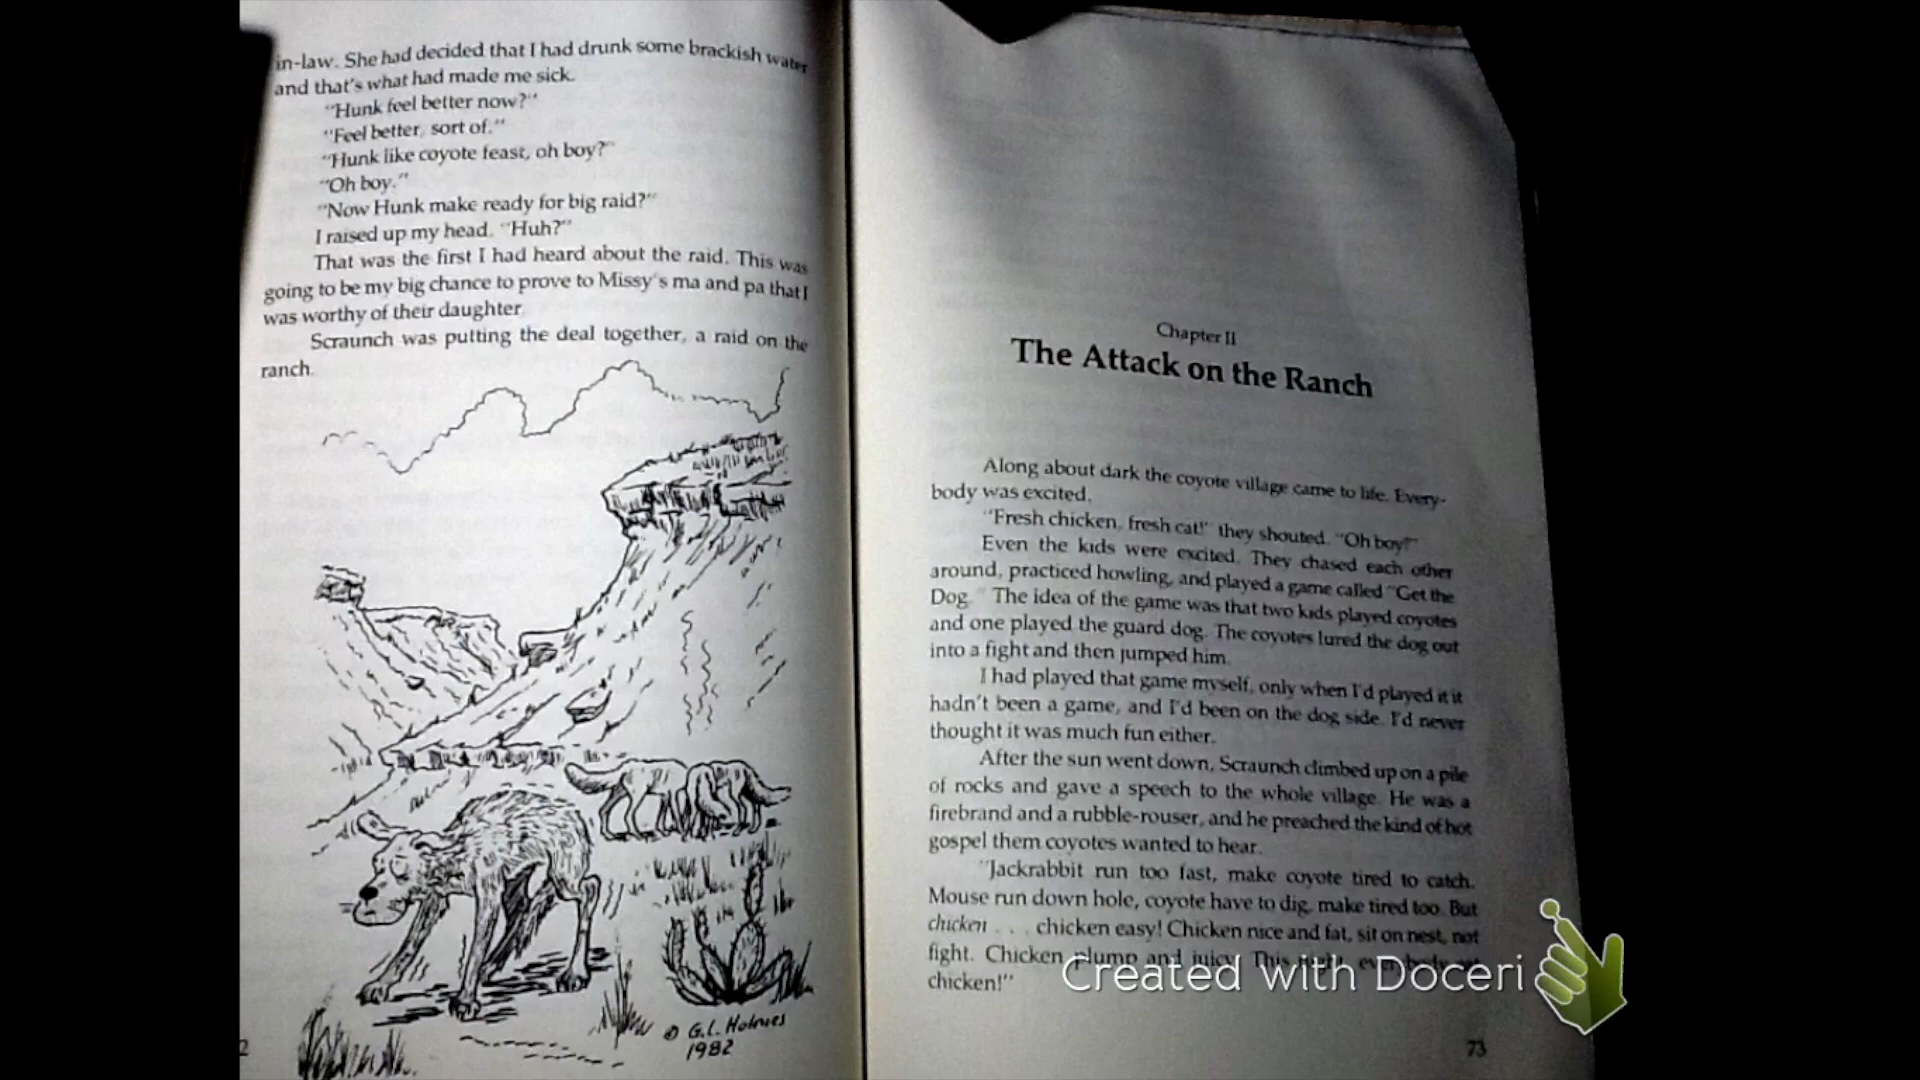 in-law. She had decided that I had drunk some brackish water
and that's what had made me sick.
"Hunk feel better now?"
"Feel better, sort of."
"Hunk like coyote feast, oh boy?"
"Oh boy."
"Now Hunk make ready for big raid?"
I raised up my head. "Huh?"
That was the first I had heard about the raid. This was
going to be my big chance to prove to Missy's ma and pa that I
was worthy of their daughter.
Scraunch was putting the deal together, a raid on the
ranch.
© G.L. Holmes
1982
2
Chapter II
The Attack on the Ranch
Along about dark the coyote village came to life. Every-
body was excited.
"Fresh chicken, fresh cat!" they shouted. "Oh boy!"
Even the kids were excited. They chased each other
around, practiced howling, and played a game called "Get the
Dog." The idea of the game was that two kids played coyotes
and one played the guard dog. The coyotes lured the dog out
into a fight and then jumped him.
I had played that game myself, only when I'd played it it
hadn't been a game, and I'd been on the dog side. I'd never
thought it was much fun either.
After the sun went down, Scraunch climbed up on a pile
of rocks and gave a speech to the whole village. He was a
firebrand and a rubble-rouser, and he preached the kind of hot
gospel them coyotes wanted to hear.
"Jackrabbit run too fast, make coyote tired to catch.
Mouse run down hole, coyote have to dig, make tired too. But
chicken . . . chicken easy! Chicken nice and fat, sit on nest, not
fight. Chicken plump and juicy. This
chicken!"
Created with Doceri
73